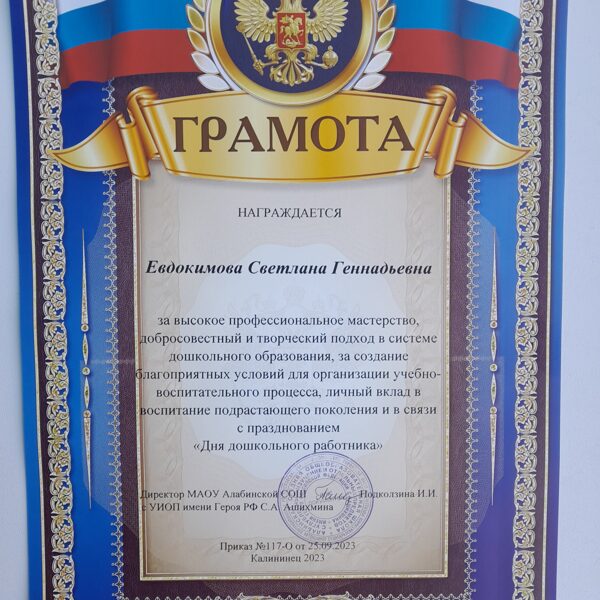 ГРАМОТА
НАГРАЖДАЕТСЯ
Евдокимова Светлана Геннадьевна
за высокое профессиональное мастерство,
добросовестный и творческий подход в системе
дошкольного образования, за создание
благоприятных условий для организации учебно-
воспитательного процесса, личный вклад в
воспитание подрастающего поколения и в связи
с празднованием
«Дня дошкольного работника»
Директор МАОУ Алабинской СОШ Подколзина И.И.
с УИОП имени Героя РФ С.А. Ашихмина
Приказ №117-О от 25.09.2023
Калининец 2023